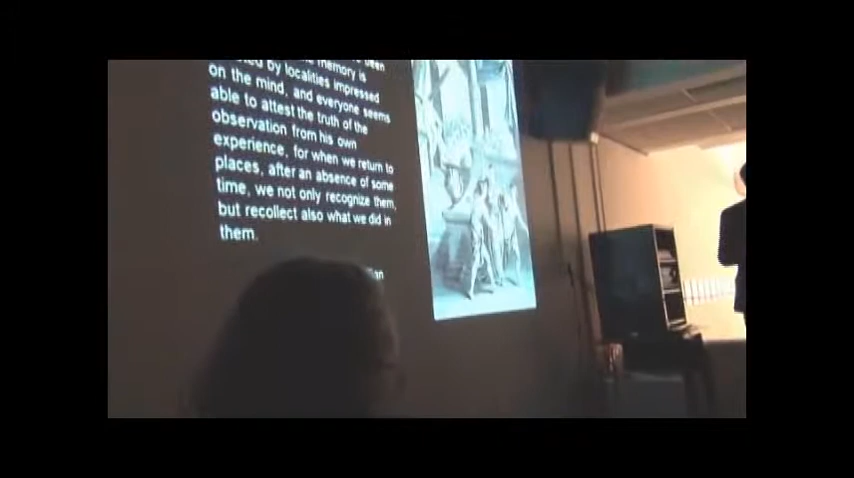 been
memory is
by localities impressed
on the mind, and everyone seems
able to attest the truth of the
observation from his own
experience, for when we return to
places, after an absence of some
time, we not only recognize them,
but recollect also what we did in
them.